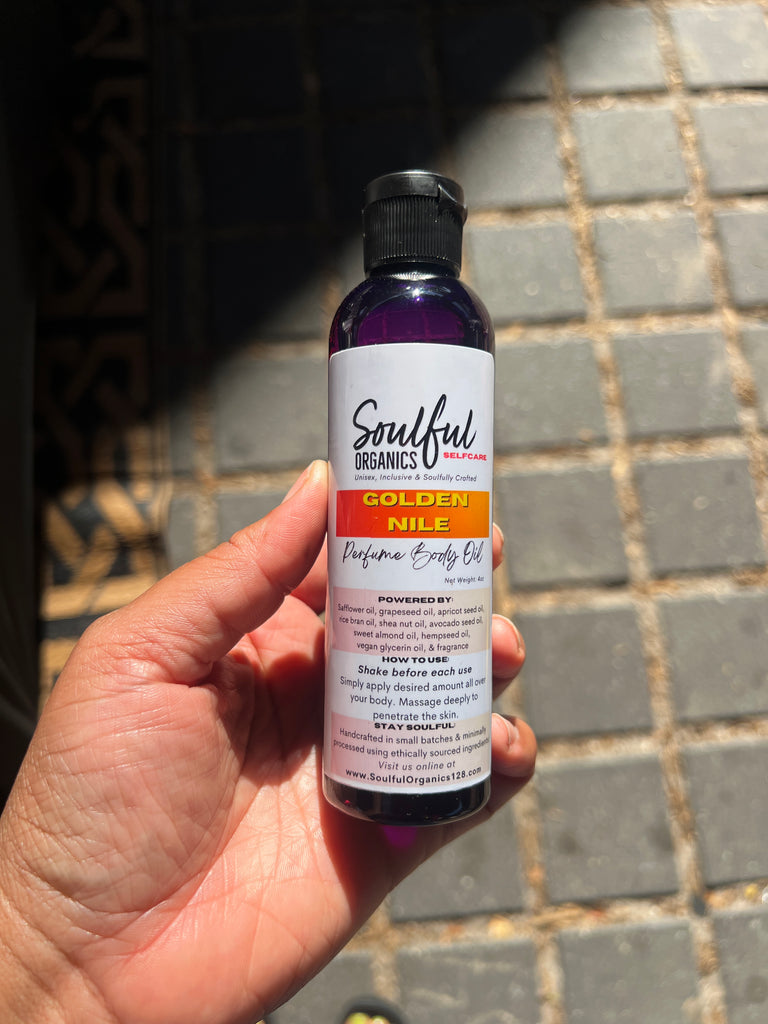 Soulful
ORGANICS SELFCARE
Unisex, Inclusive & Soulfully Crafted
GOLDEN
NILE
Perfume Body Oil
Net Weight: 4oz
POWERED BY:
Safflower oil, grapeseed oil, apricot seed oil,
rice bran oil, shea nut oil, avocado seed oil,
sweet almond oil, hempseed oil,
vegan glycerin oil, & fragrance
HOW TO USE:
Shake before each use
Simply apply desired amount all over
your body. Massage deeply to
penetrate the skin.
STAY SOULFUL:
Handcrafted in small batches & minimally
processed using ethically sourced ingredients!
Visit us online at
www.SoulfulOrganics128.com